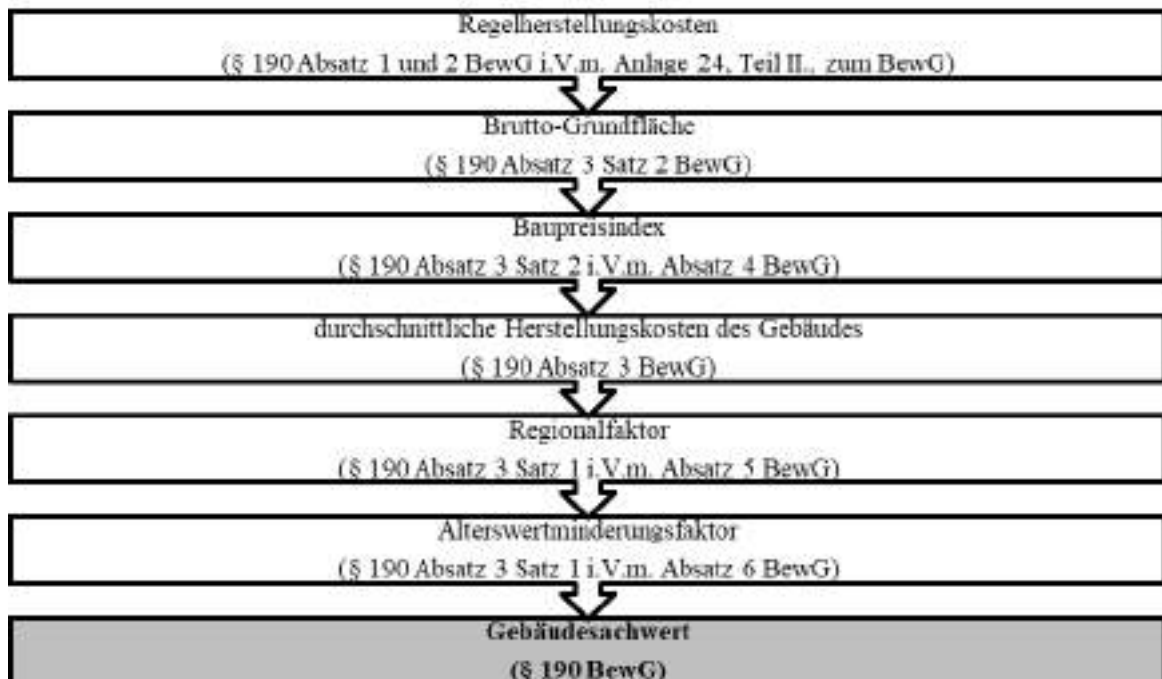 Regelherstellungskosten
(§ 190 Absatz 1 und 2 BewG i.V.m. Anlage 24, Teil II., zum BewG)
Brutto-Grundfläche
(§ 190 Absatz 3 Satz 2 BewG)
Baupreisindex
(§ 190 Absatz 3 Satz 2 i.V.m. Absatz 4 BewG)
durchschnittliche Herstellungskosten des Gebäudes
(§ 190 Absatz 3 BewG)
Regionalfaktor
(§ 190 Absatz 3 Satz 1 i.V.m. Absatz 5 BewG)
Alterswertminderungsfaktor
(§ 190 Absatz 3 Satz 1 i.V.m. Absatz 6 BewG)
Gebäudesachwert
(§ 190 BewG)